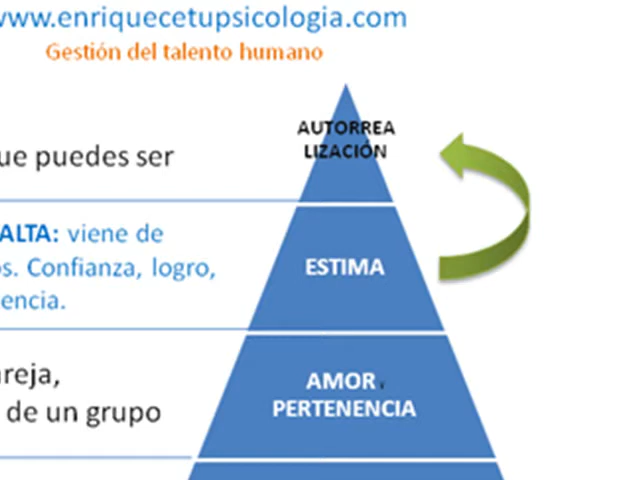 www.enriquecetupsicologia.com
Gestión del talento humano
AUTORREA
LIZACIÓN
ue puedes ser
ALTA: viene de
s. Confianza, logro,
encia.
ESTIMA
reja,
de un grupo
AMOR Y
PERTENENCIA